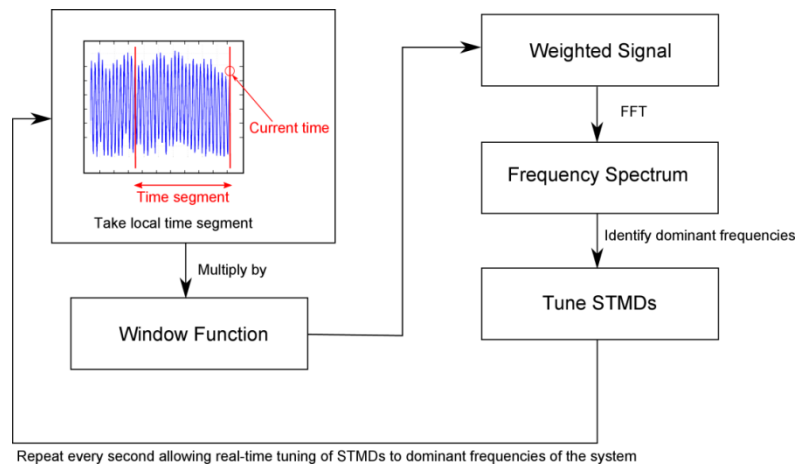 Current time
Time segment
Take local time segment
Multiply by
Window Function
Weighted Signal
FFT
Frequency Spectrum
Identify dominant frequencies
Tune STMDs
Repeat every second allowing real-time tuning of STMDs to dominant frequencies of the system